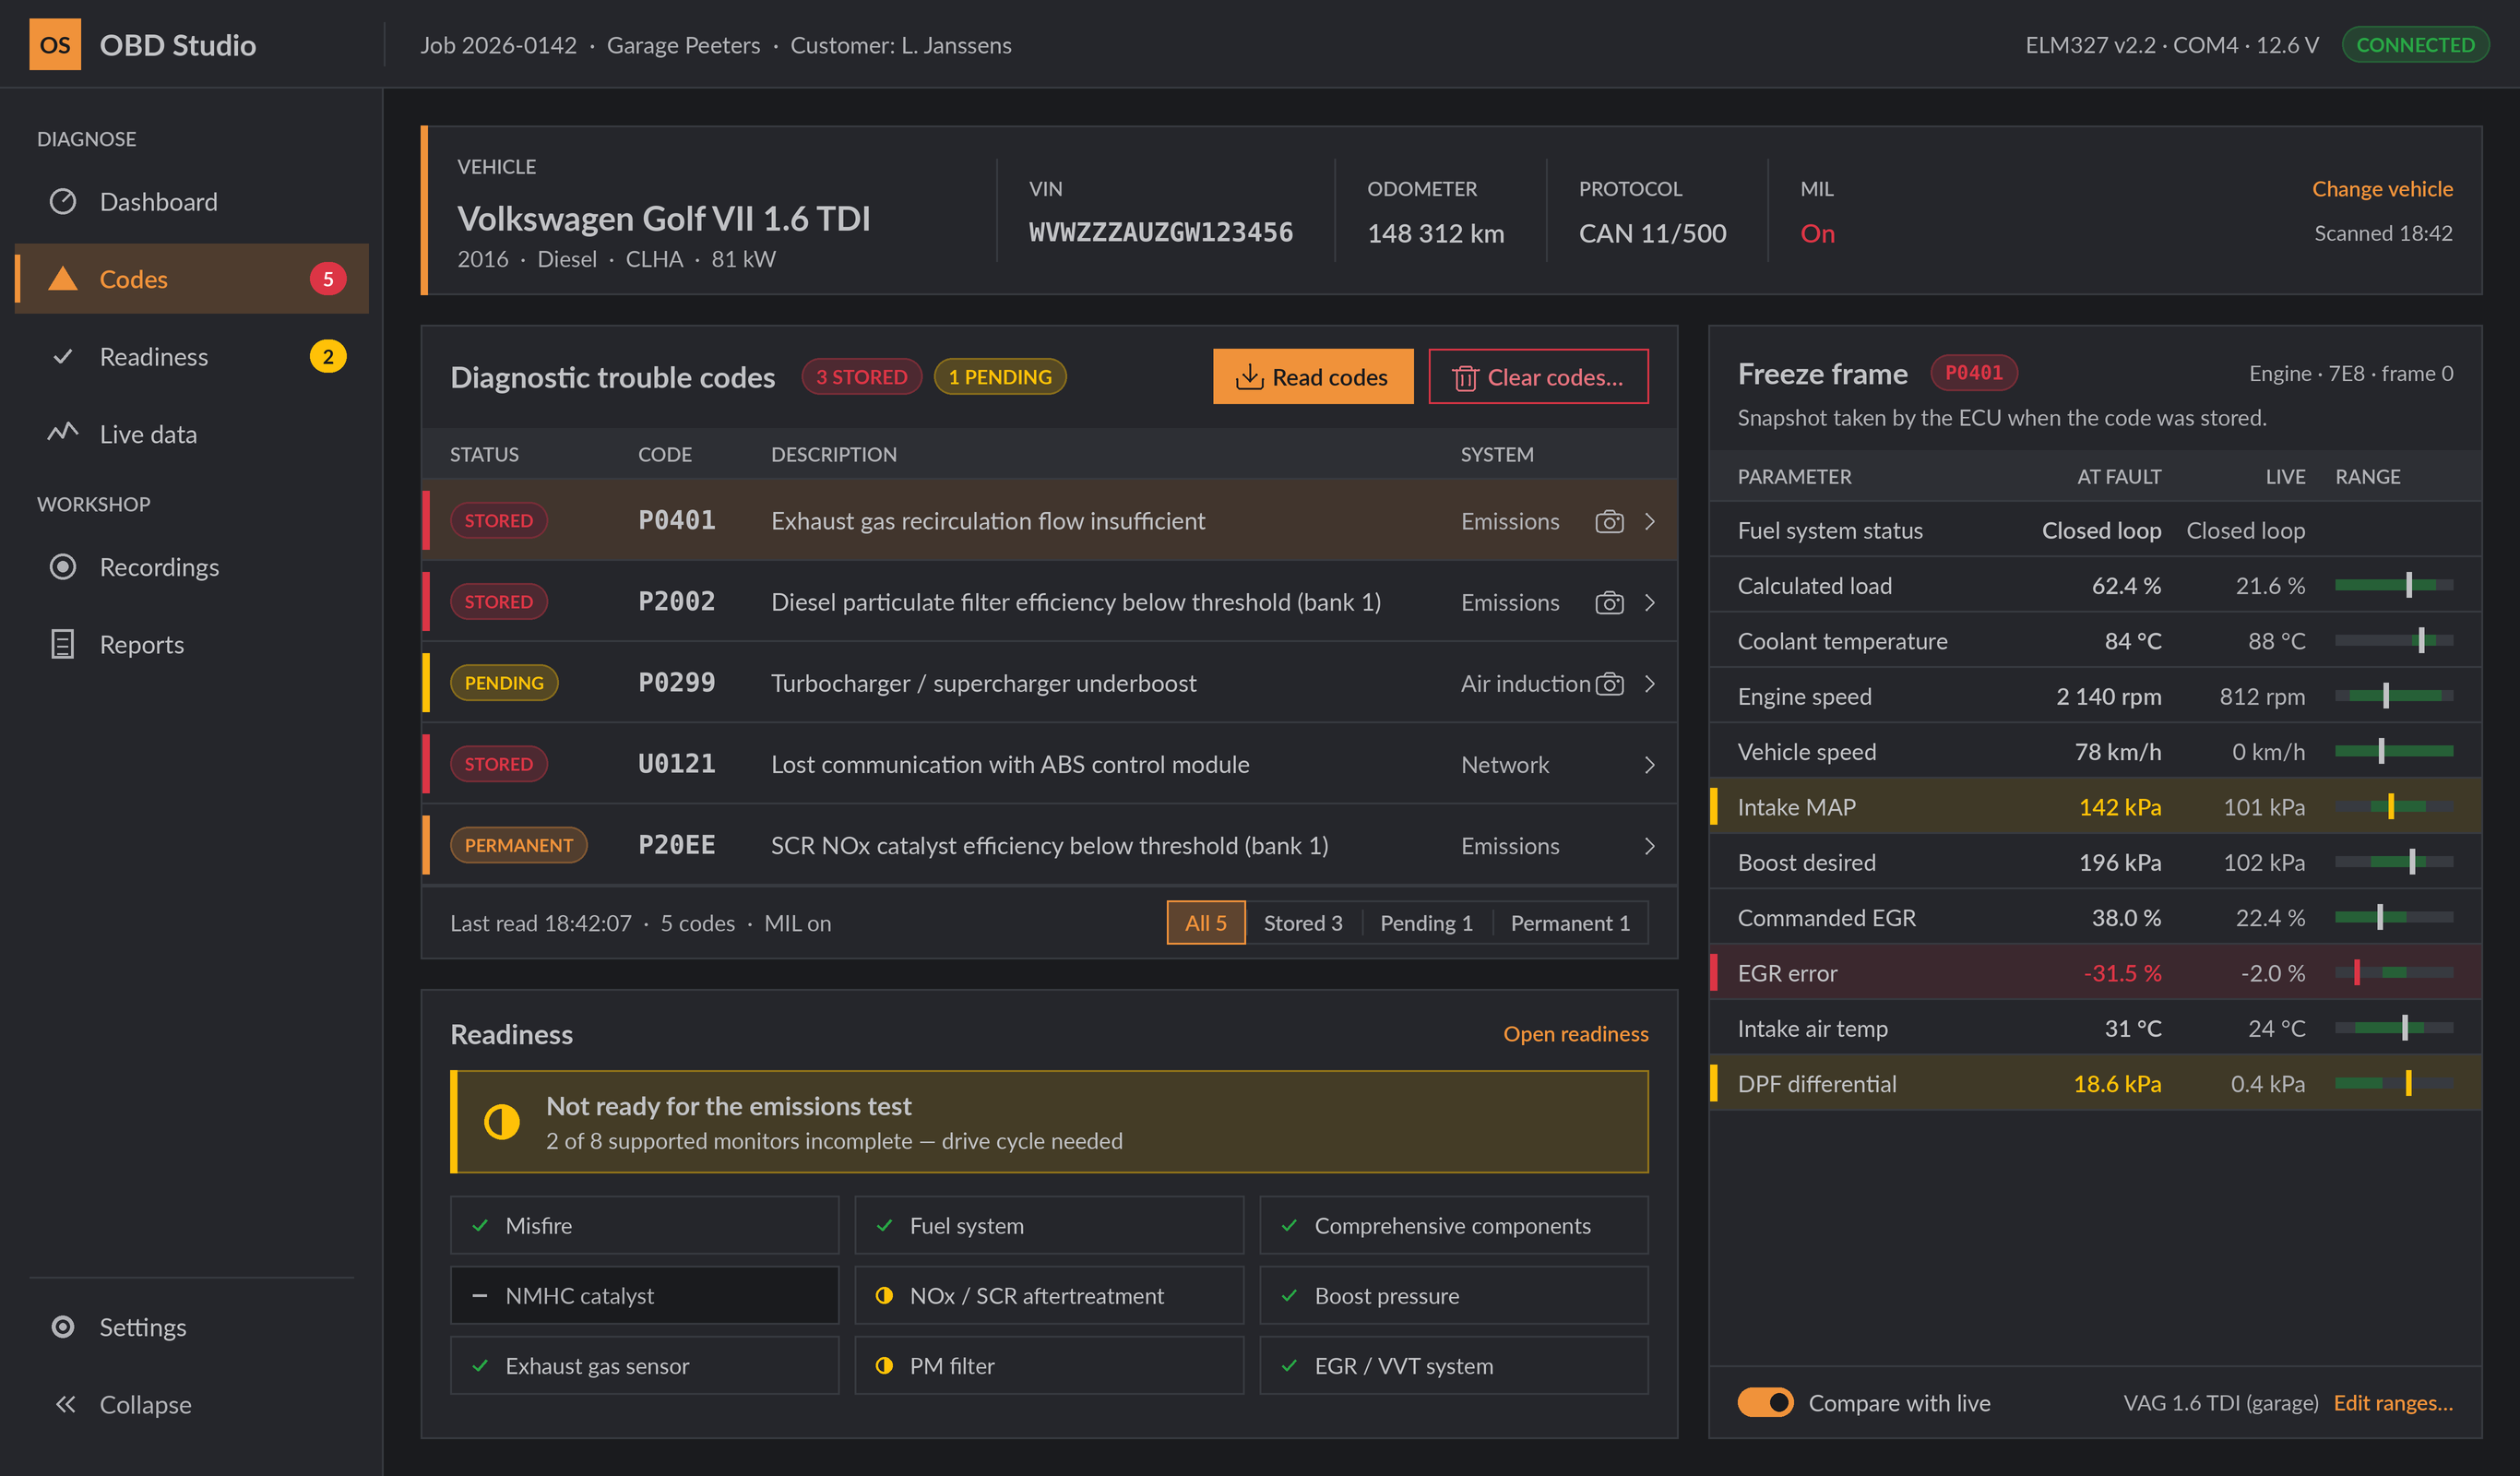 OS OBD Studio
Job 2026-0142 · Garage Peeters · Customer: L. Janssens
ELM327 v2.2 · COM4 · 12.6 V CONNECTED
DIAGNOSE
Dashboard
Codes 5
Readiness 2
Live data
WORKSHOP
Recordings
Reports
Settings
Collapse
VEHICLE
Volkswagen Golf VII 1.6 TDI
2016 · Diesel · CLHA · 81 kW
VIN
WVWZZZAUZGW123456
ODOMETER
148 312 km
PROTOCOL
CAN 11/500
MIL
On
Change vehicle
Scanned 18:42
Diagnostic trouble codes 3 STORED 1 PENDING Read codes Clear codes...
STATUS CODE DESCRIPTION SYSTEM
STORED P0401 Exhaust gas recirculation flow insufficient Emissions
STORED P2002 Diesel particulate filter efficiency below threshold (bank 1) Emissions
PENDING P0299 Turbocharger / supercharger underboost Air induction
STORED U0121 Lost communication with ABS control module Network
PERMANENT P20EE SCR NOx catalyst efficiency below threshold (bank 1) Emissions
Last read 18:42:07 · 5 codes · MIL on All 5 Stored 3 Pending 1 Permanent 1
Readiness Open readiness
Not ready for the emissions test
2 of 8 supported monitors incomplete — drive cycle needed
Misfire Fuel system Comprehensive components
NMHC catalyst NOx / SCR aftertreatment Boost pressure
Exhaust gas sensor PM filter EGR / VVT system
Freeze frame P0401 Engine · 7E8 · frame 0
Snapshot taken by the ECU when the code was stored.
PARAMETER AT FAULT LIVE RANGE
Fuel system status Closed loop Closed loop
Calculated load 62.4 % 21.6 %
Coolant temperature 84 °C 88 °C
Engine speed 2 140 rpm 812 rpm
Vehicle speed 78 km/h 0 km/h
Intake MAP 142 kPa 101 kPa
Boost desired 196 kPa 102 kPa
Commanded EGR 38.0 % 22.4 %
EGR error -31.5 % -2.0 %
Intake air temp 31 °C 24 °C
DPF differential 18.6 kPa 0.4 kPa
Compare with live VAG 1.6 TDI (garage) Edit ranges...